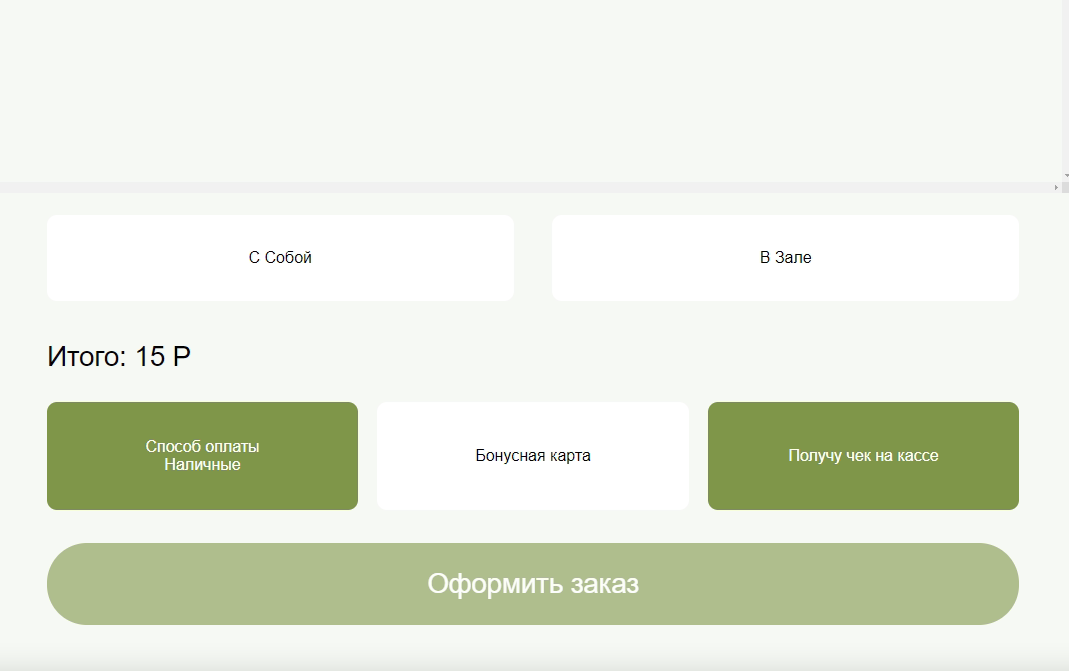 С Собой
В Зале
Итого: 15 Р
Способ оплаты
Наличные
Бонусная карта
Получу чек на кассе
Оформить заказ